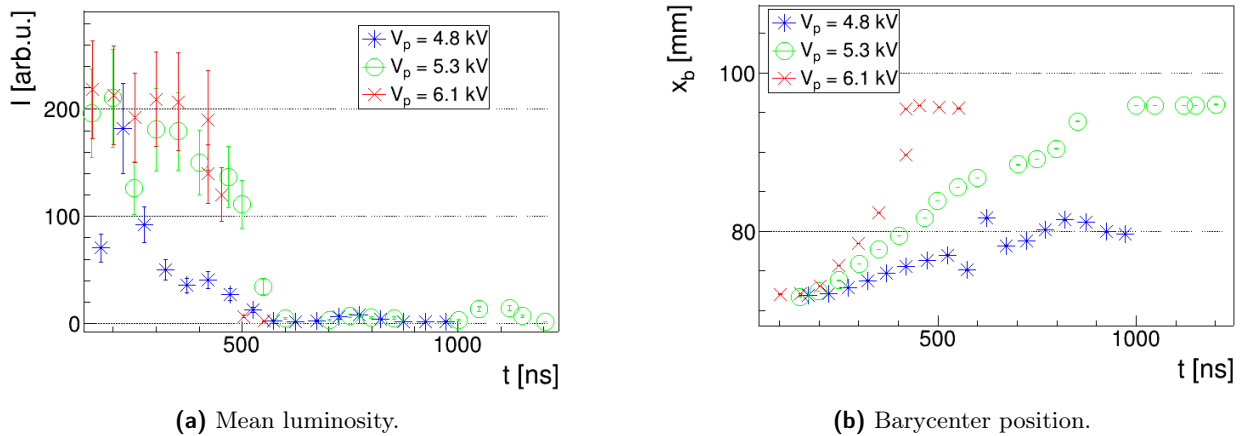 I [arb.u.]
200
100
0
500
1000
t [ns]
V_p = 4.8 kV
V_p = 5.3 kV
V_p = 6.1 kV
(a) Mean luminosity.
x_b [mm]
100
80
500
1000
t [ns]
V_p = 4.8 kV
V_p = 5.3 kV
V_p = 6.1 kV
(b) Barycenter position.